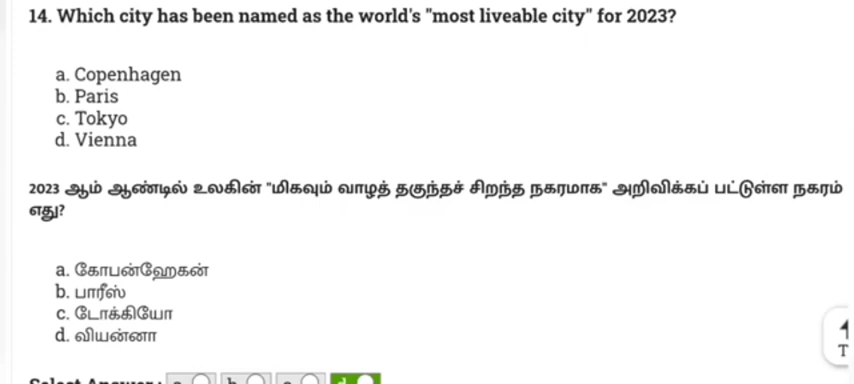 14. Which city has been named as the world's "most liveable city" for 2023?
a. Copenhagen
b. Paris
c. Tokyo
d. Vienna
2023 ஆம் ஆண்டில் உலகின் "மிகவும் வாழத் தகுந்தச் சிறந்த நகரமாக" அறிவிக்கப் பட்டுள்ள நகரம்
எது?
a. கோபன்ஹேகன்
b. பாரீஸ்
c. டோக்கியோ
d. வியன்னா